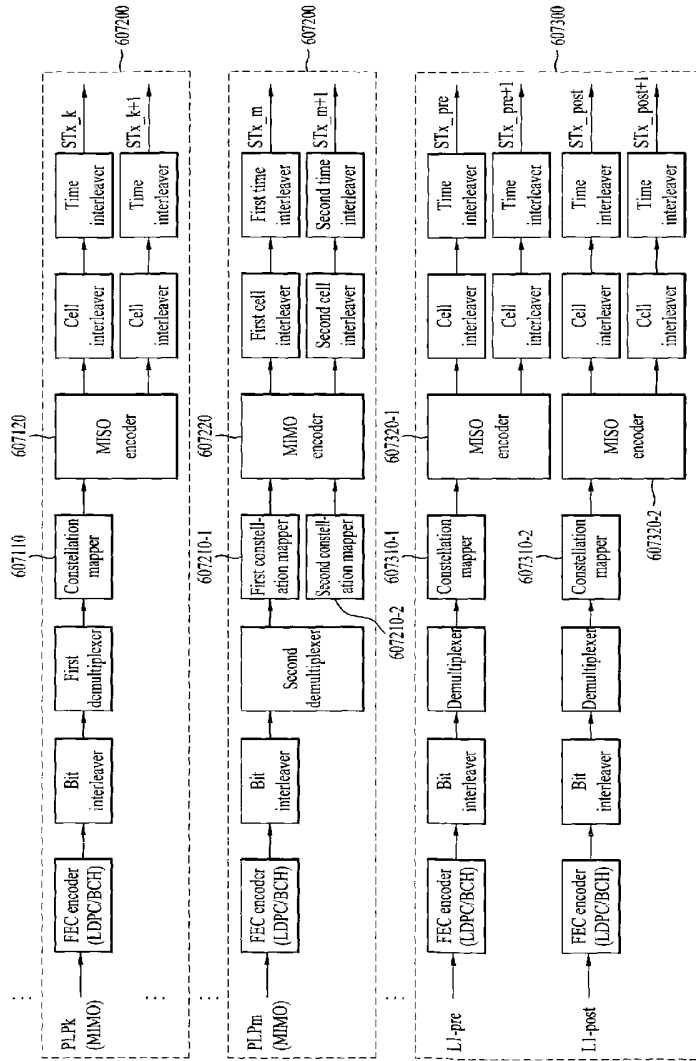 607200
PLPk
(MIMO)
FEC encoder
(LDPC/BCH)
Bit
interleaver
First
demultiplexer
607110
Constellation
mapper
607120
MISO
encoder
Cell
interleaver
Time
interleaver
STx_k
Cell
interleaver
Time
interleaver
STx_k+1
607200
PLPm
(MIMO)
FEC encoder
(LDPC/BCH)
Bit
interleaver
Second
demultiplexer
607210-1
First constell-
ation mapper
Second constell-
ation mapper
607210-2
607220
MIMO
encoder
First cell
interleaver
First time
interleaver
STx_m
Second cell
interleaver
Second time
interleaver
STx_m+1
607300
L1-pre
FEC encoder
(LDPC/BCH)
Bit
interleaver
Demultiplexer
607310-1
Constellation
mapper
607320-1
MISO
encoder
Cell
interleaver
Time
interleaver
STx_pre
Cell
interleaver
Time
interleaver
STx_pre+1
L1-post
FEC encoder
(LDPC/BCH)
Bit
interleaver
Demultiplexer
607310-2
Constellation
mapper
MISO
encoder
607320-2
Cell
interleaver
Time
interleaver
STx_post
Cell
interleaver
Time
interleaver
STx_post+1